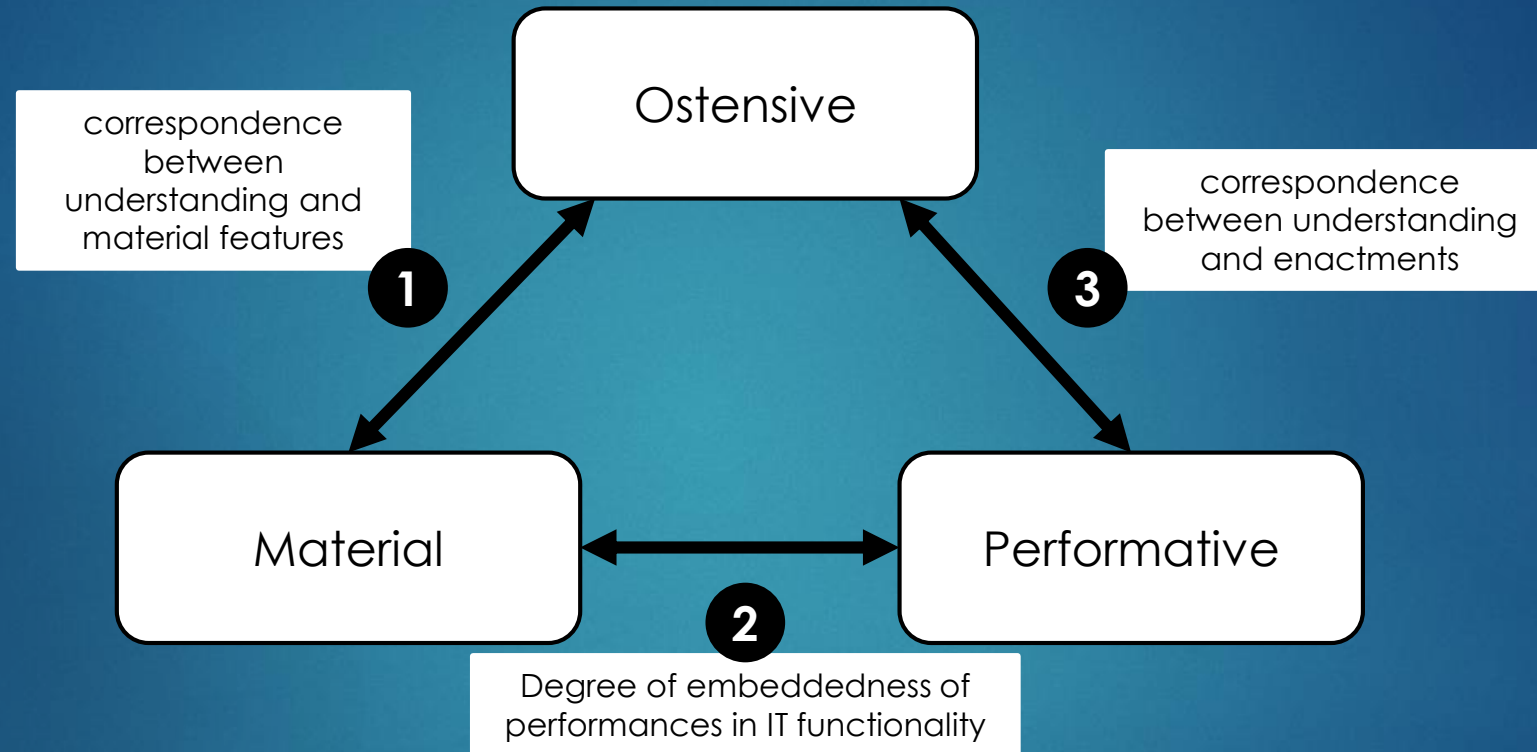 Ostensive
correspondence
between
understanding and
material features
1
3
correspondence
between understanding
and enactments
Material
Performative
2
Degree of embeddedness of
performances in IT functionality